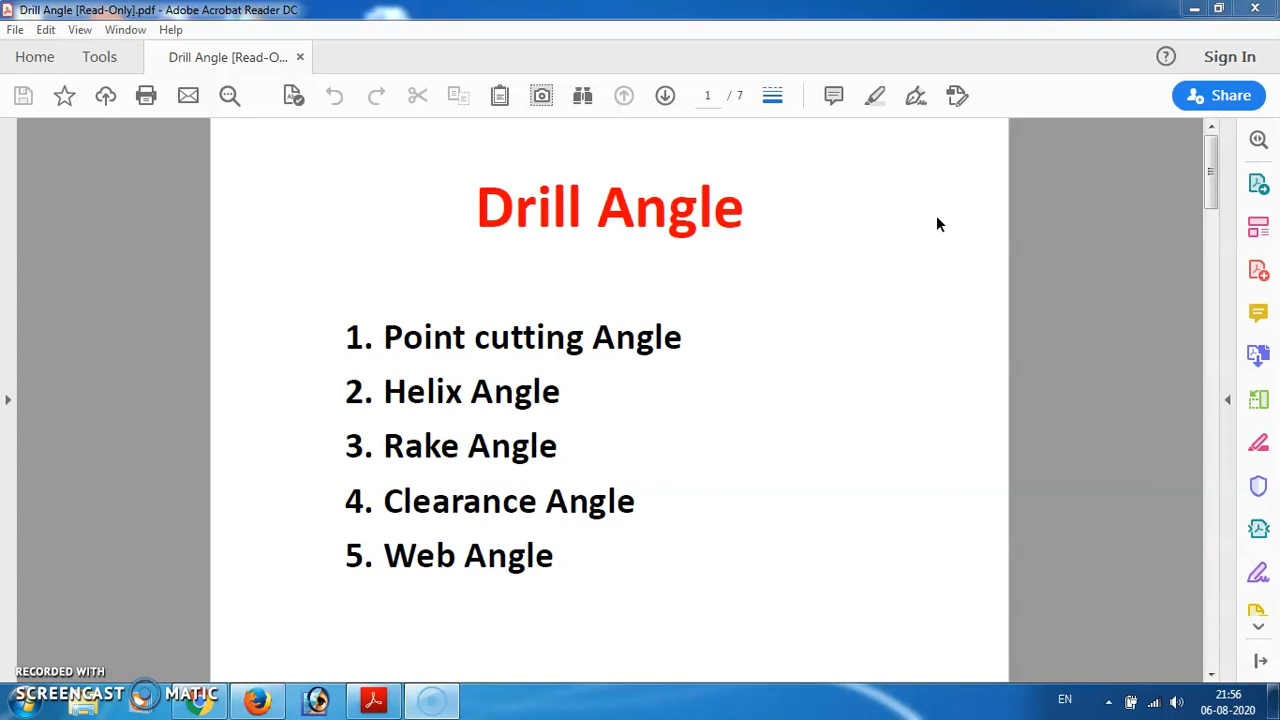 Drill Angle [Read-Only].pdf - Adobe Acrobat Reader DC
File Edit View Window Help
Home Tools Drill Angle [Read-O... × Sign In
1 / 7 Share
Drill Angle
1. Point cutting Angle
2. Helix Angle
3. Rake Angle
4. Clearance Angle
5. Web Angle
RECORDED WITH
SCREENCAST MATIC
EN 21:56
06-08-2020